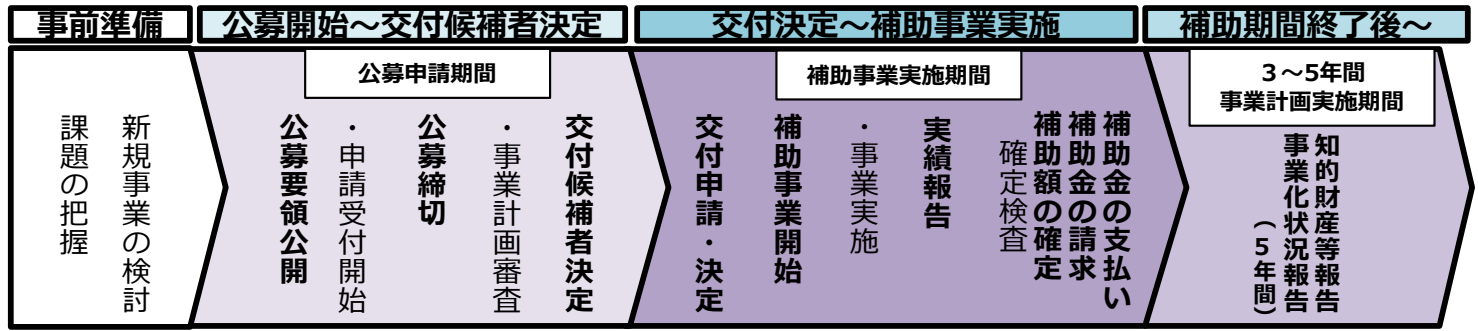 事前準備
公募開始～交付候補者決定
交付決定～補助事業実施
補助期間終了後～
課題の把握
新規事業の検討
公募申請期間
公募要領公開
・申請受付開始
公募締切
・事業計画審査
交付候補者決定
補助事業実施期間
交付申請・決定
補助事業開始
・事業実施
実績報告
確定検査
補助額の確定
補助金の請求
補助金の支払い
３～5年間
事業計画実施期間
知的財産等報告
事業化状況報告
（5年間）